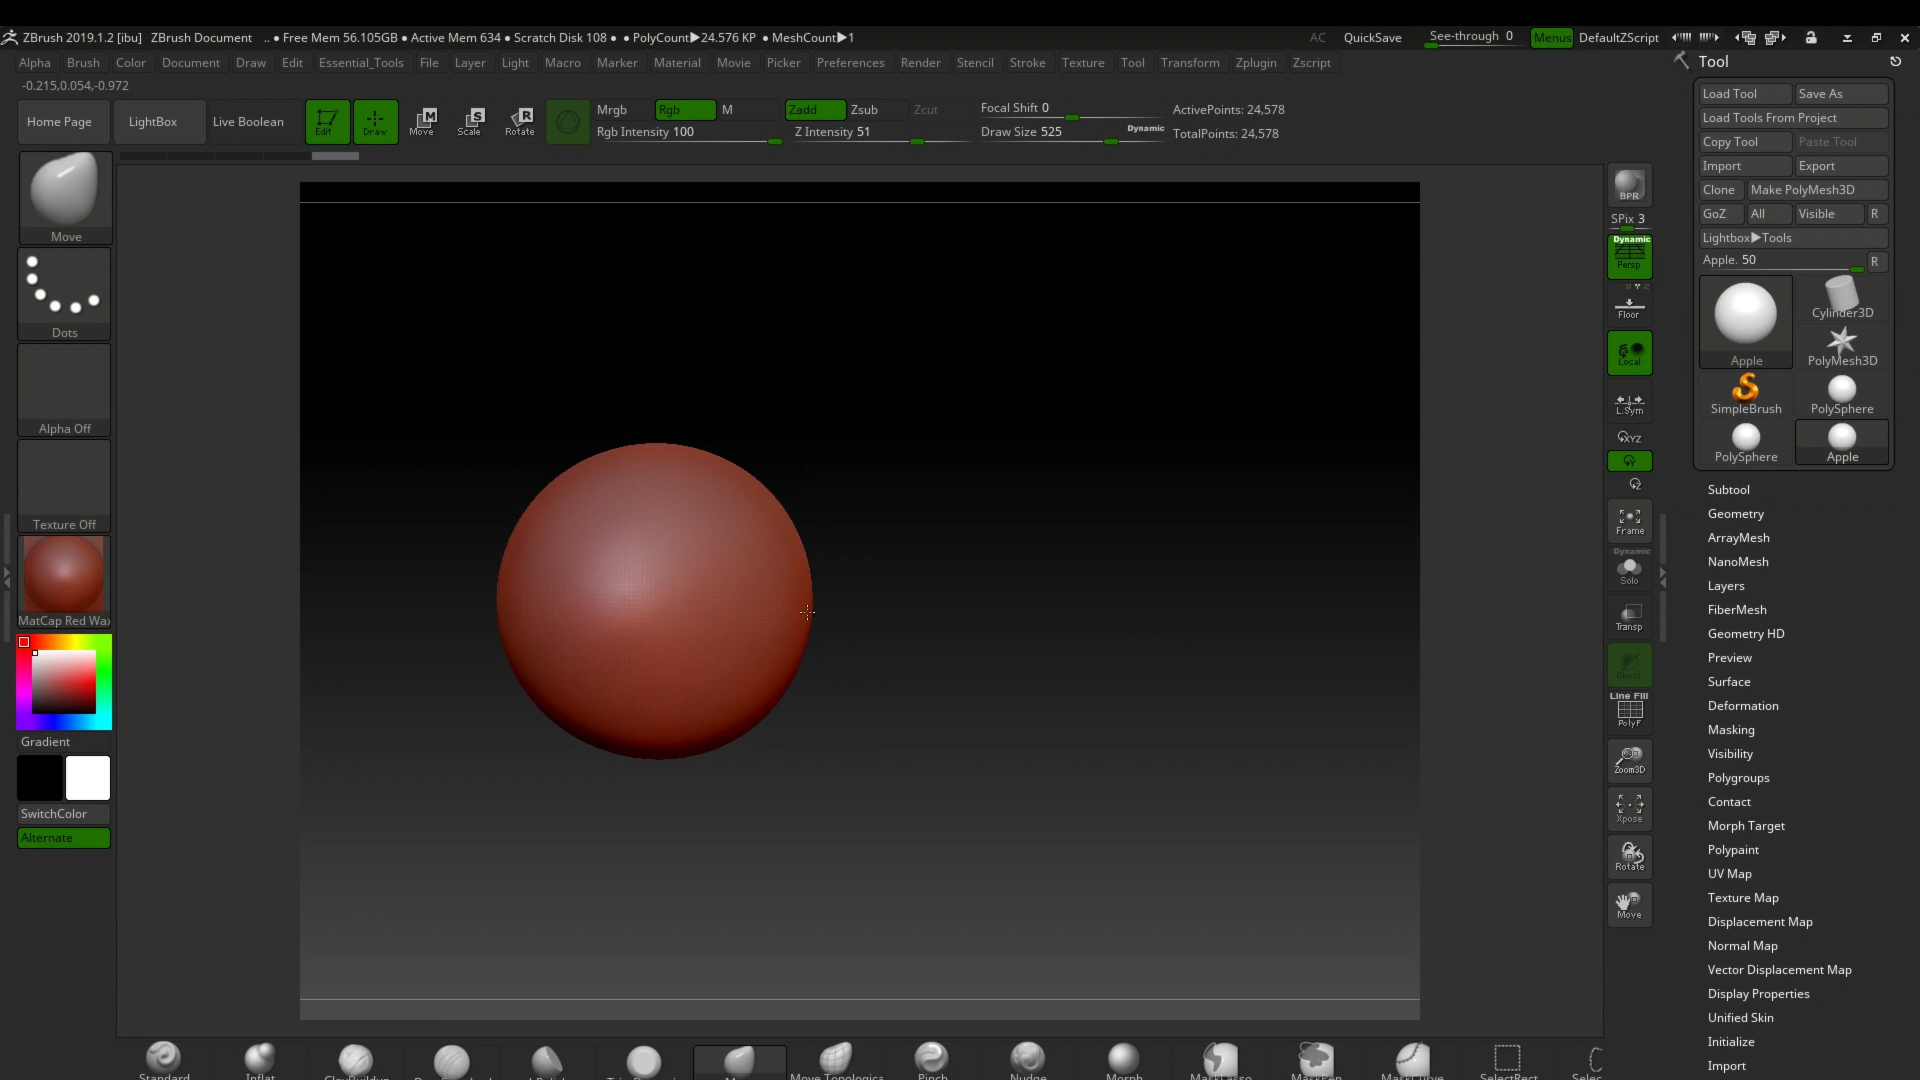 ZBrush 2019.1.2 [ibu] ZBrush Document .. ● Free Mem 56.105GB ● Active Mem 634 ● Scratch Disk 108 ● ● PolyCount▶24.576 KP ● MeshCount▶1 AC QuickSave See-through 0 Menus DefaultZScript
Alpha Brush Color Document Draw Edit Essential_Tools File Layer Light Macro Marker Material Movie Picker Preferences Render Stencil Stroke Texture Tool Transform Zplugin Zscript
-0.215,0.054,-0.972
Home Page LightBox Live Boolean Edit Draw Move Scale Rotate
M S R
Mrgb Rgb M Zadd Zsub Zcut Focal Shift 0 ActivePoints: 24,578
Rgb Intensity 100 Z Intensity 51 Draw Size 525 Dynamic TotalPoints: 24,578
Move
Dots
Alpha Off
Texture Off
MatCap Red Wax
Gradient
SwitchColor
Alternate
BPR
SPix 3
Dynamic
Persp
Floor
Local
L.Sym
XYZ
Y
Z
Frame
Dynamic
Solo
Transp
Ghost
Line Fill
PolyF
Zoom3D
Xpose
Rotate
Move
Tool
Load Tool Save As
Load Tools From Project
Copy Tool Paste Tool
Import Export
Clone Make PolyMesh3D
GoZ All Visible R
Lightbox▶Tools
Apple. 50 R
Apple Cylinder3D
PolyMesh3D
SimpleBrush PolySphere
PolySphere Apple
Subtool
Geometry
ArrayMesh
NanoMesh
Layers
FiberMesh
Geometry HD
Preview
Surface
Deformation
Masking
Visibility
Polygroups
Contact
Morph Target
Polypaint
UV Map
Texture Map
Displacement Map
Normal Map
Vector Displacement Map
Display Properties
Unified Skin
Initialize
Import
Standard Inflat ClayBuildup Move Topologica Pinch Nudge Morph MaskLasso MaskPen MaskCurve SelectRect Selec